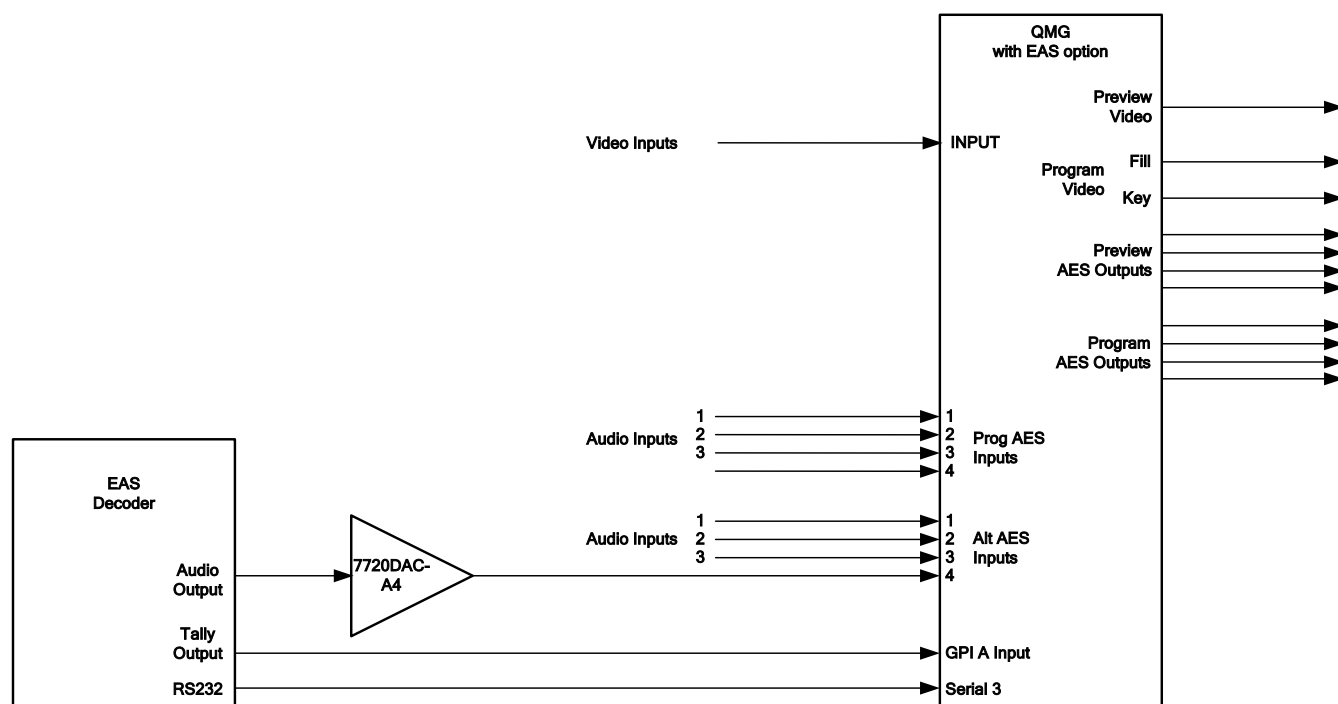 QMG
with EAS option
Preview
Video
Video Inputs
INPUT
Program
Video
Fill
Key
Preview
AES Outputs
Program
AES Outputs
Audio Inputs
1
2
3
1
2
3
4
Prog AES
Inputs
EAS
Decoder
Audio Inputs
1
2
3
1
2
3
4
Alt AES
Inputs
Audio
Output
7720DAC-
A4
Tally
Output
GPI A Input
RS232
Serial 3